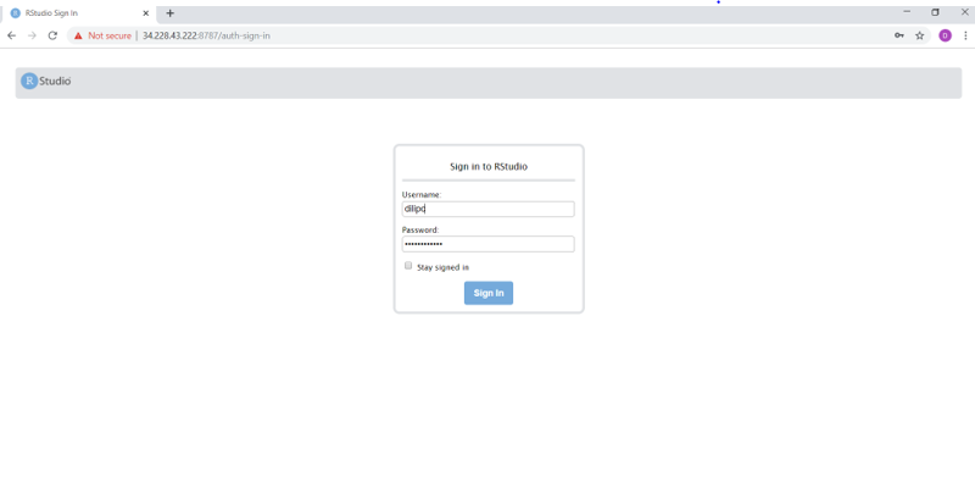 RStudio Sign In
Not secure | 34.228.43.222:8787/auth-sign-in
D
R Studio
Sign in to RStudio
Username:
dilipc
Password:
Stay signed in
Sign In